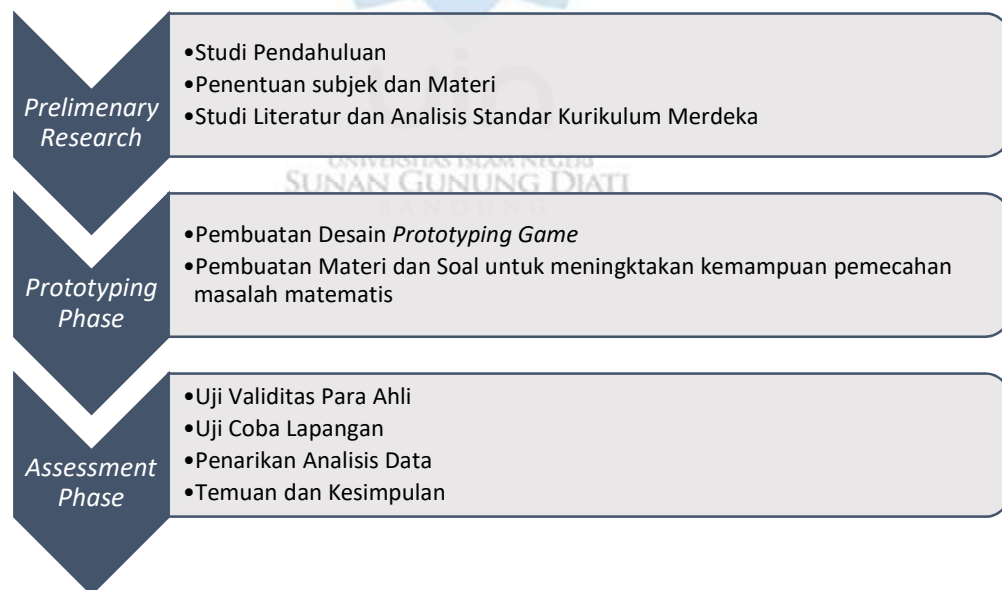 Prelimenary
Research
•Studi Pendahuluan
•Penentuan subjek dan Materi
•Studi Literatur dan Analisis Standar Kurikulum Merdeka
uin
UNIVERSITAS ISLAM NEGERI
SUNAN GUNUNG DJATI
BANDUNG
Prototyping
Phase
•Pembuatan Desain Prototyping Game
•Pembuatan Materi dan Soal untuk meningktakan kemampuan pemecahan
masalah matematis
Assessment
Phase
•Uji Validitas Para Ahli
•Uji Coba Lapangan
•Penarikan Analisis Data
•Temuan dan Kesimpulan